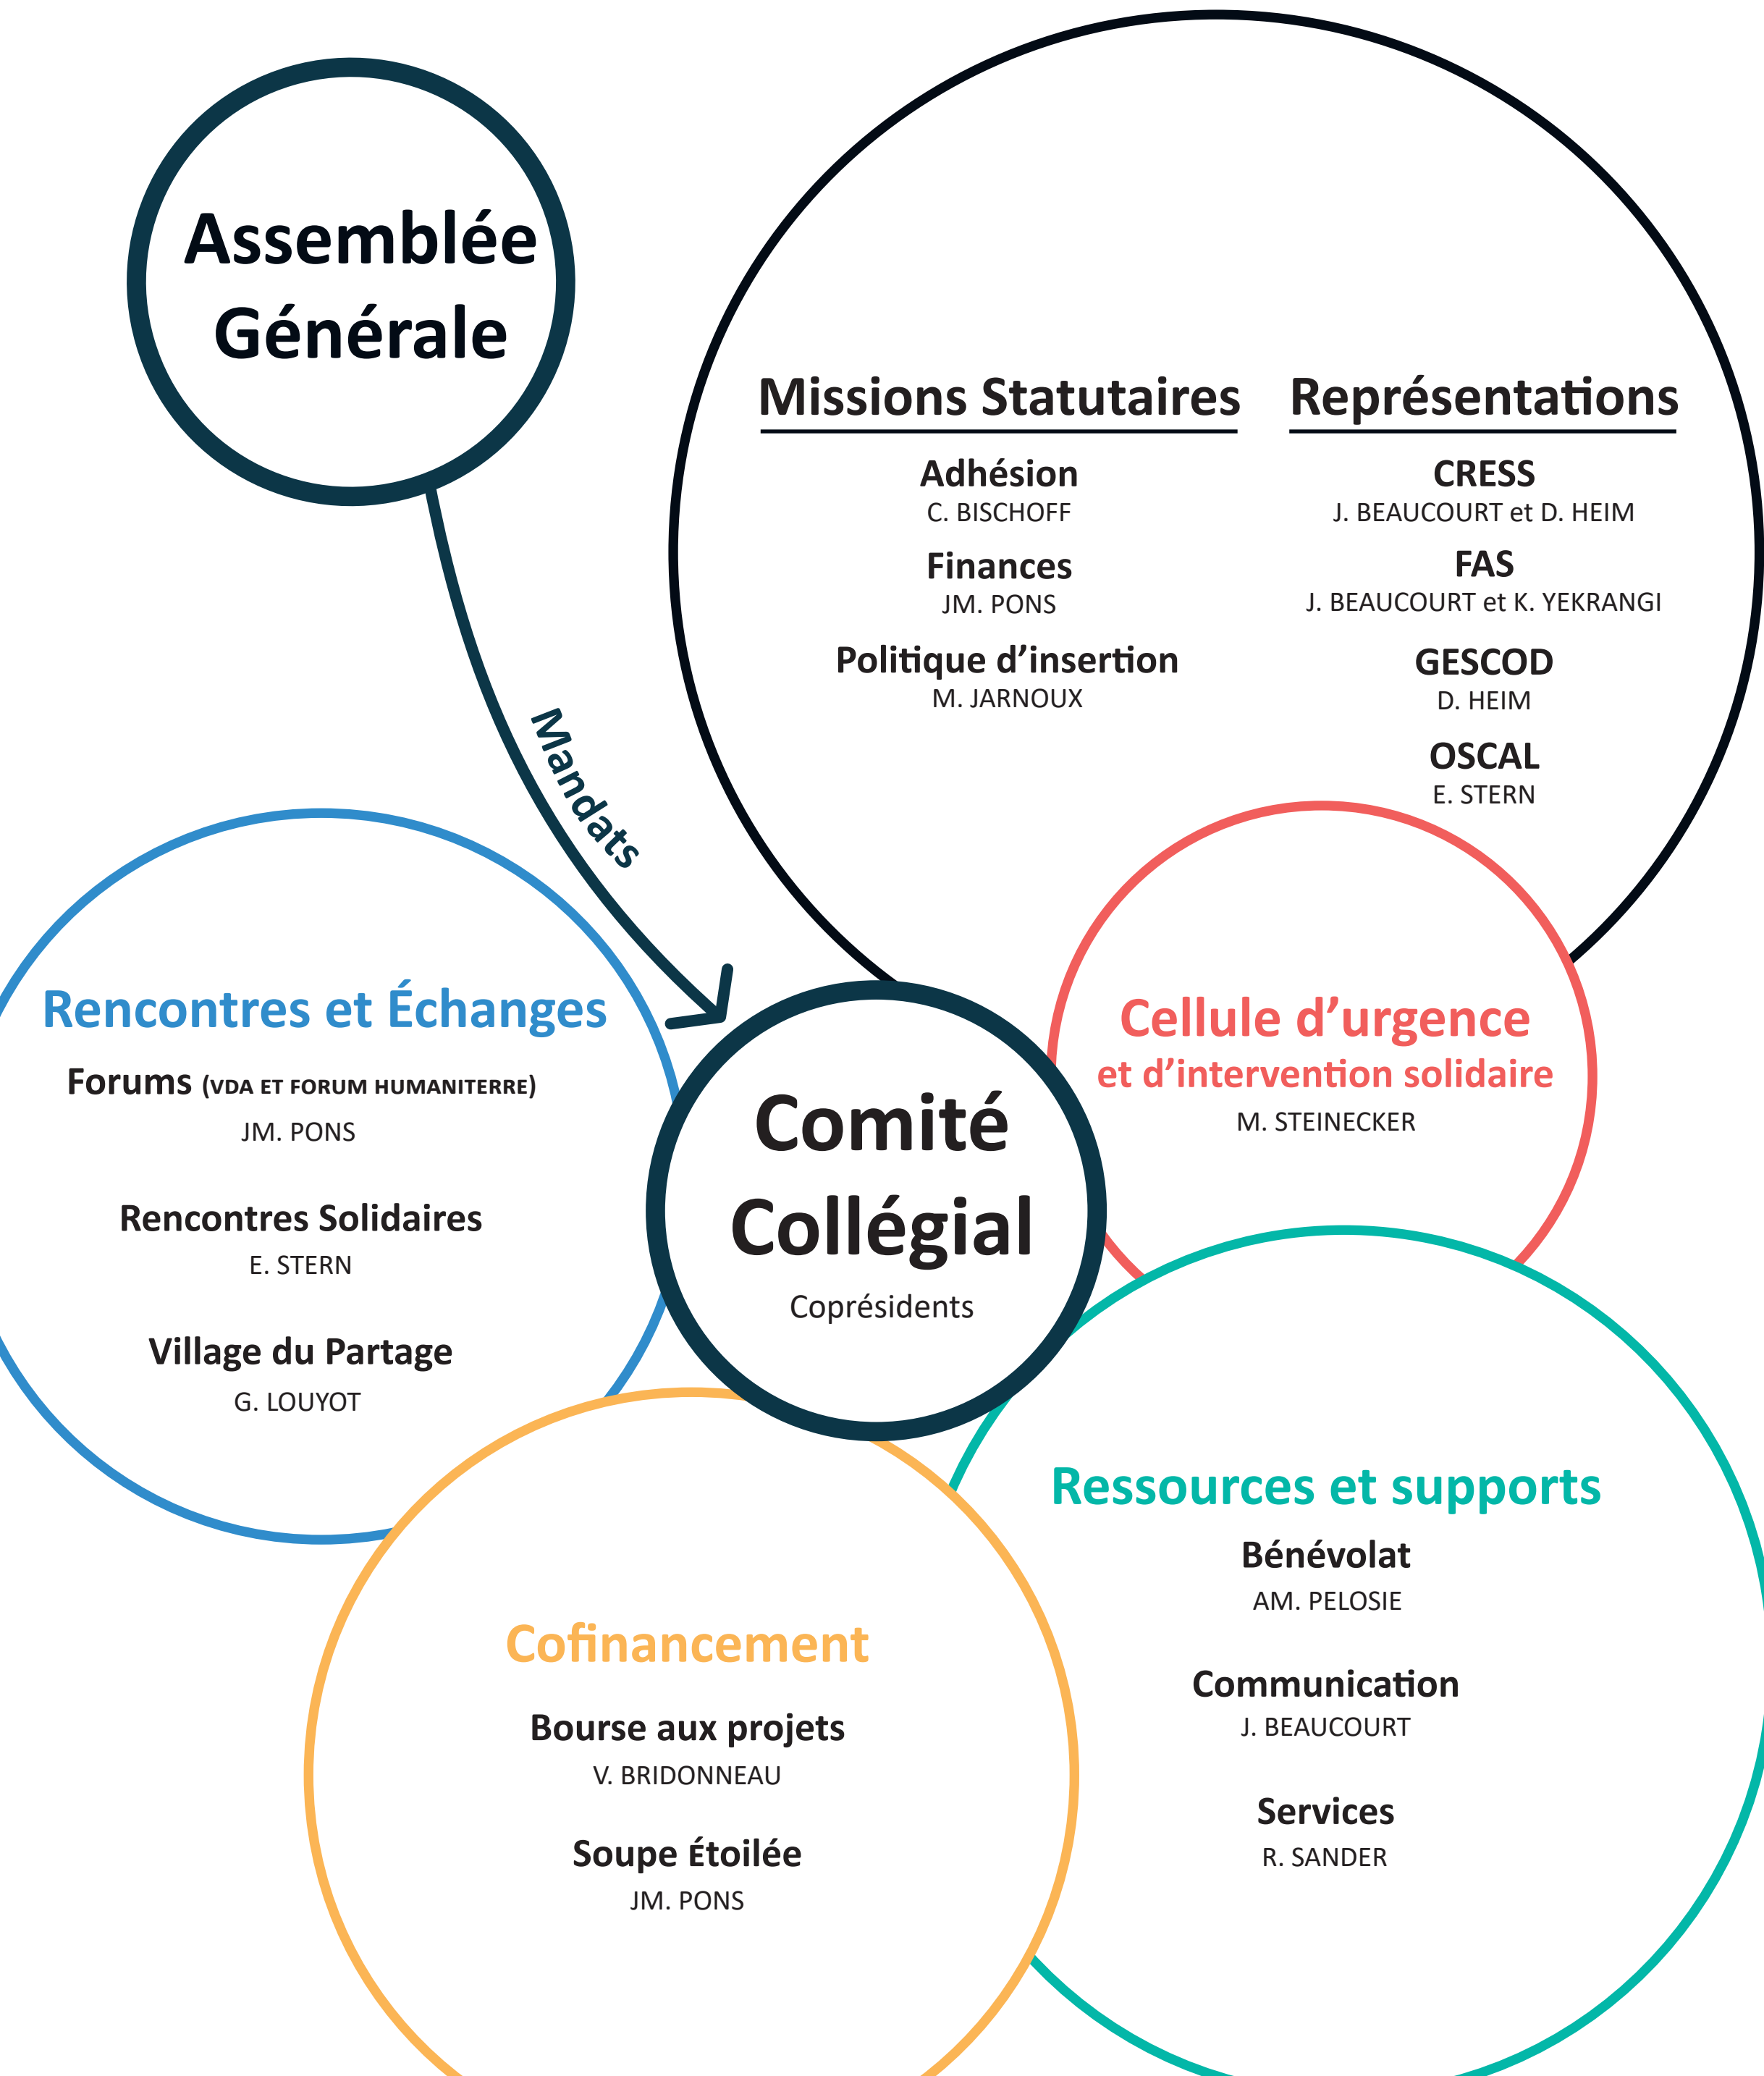 Assemblée
Générale
Mandats
Missions Statutaires
Adhésion
C. BISCHOFF
Finances
JM. PONS
Politique d’insertion
M. JARNOUX
Représentations
CRESS
J. BEAUCOURT et D. HEIM
FAS
J. BEAUCOURT et K. YEKRANGI
GESCOD
D. HEIM
OSCAL
E. STERN
Rencontres et Échanges
Forums (VDA ET FORUM HUMANITERRE)
JM. PONS
Rencontres Solidaires
E. STERN
Village du Partage
G. LOUYOT
Comité
Collégial
Coprésidents
Cellule d’urgence
et d’intervention solidaire
M. STEINECKER
Ressources et supports
Bénévolat
AM. PELOSIE
Communication
J. BEAUCOURT
Services
R. SANDER
Cofinancement
Bourse aux projets
V. BRIDONNEAU
Soupe Étoilée
JM. PONS